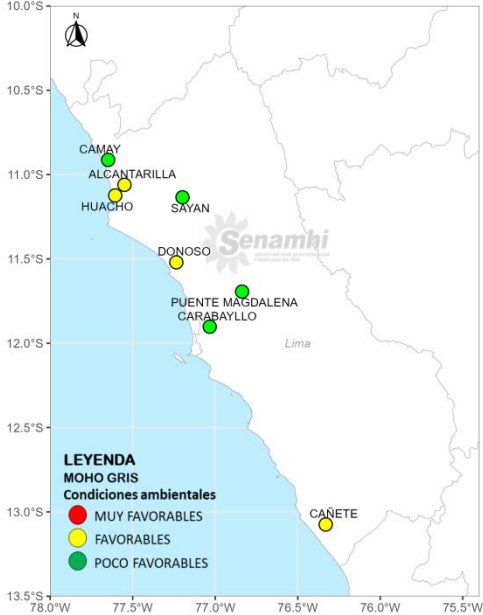 10.0°S
N
10.5°S
CAMAY
11.0°S
ALCANTARILLA
HUACHO
SAYAN
Senamhi
11.5°S
DONOSO
PUENTE MAGDALENA
CARABAYLLO
12.0°S
Lima
12.5°S
LEYENDA
MOHO GRIS
Condiciones ambientales
CAÑETE
13.0°S
MUY FAVORABLES
FAVORABLES
POCO FAVORABLES
13.5°S
78.0°W 77.5°W 77.0°W 76.5°W 76.0°W 75.5°W